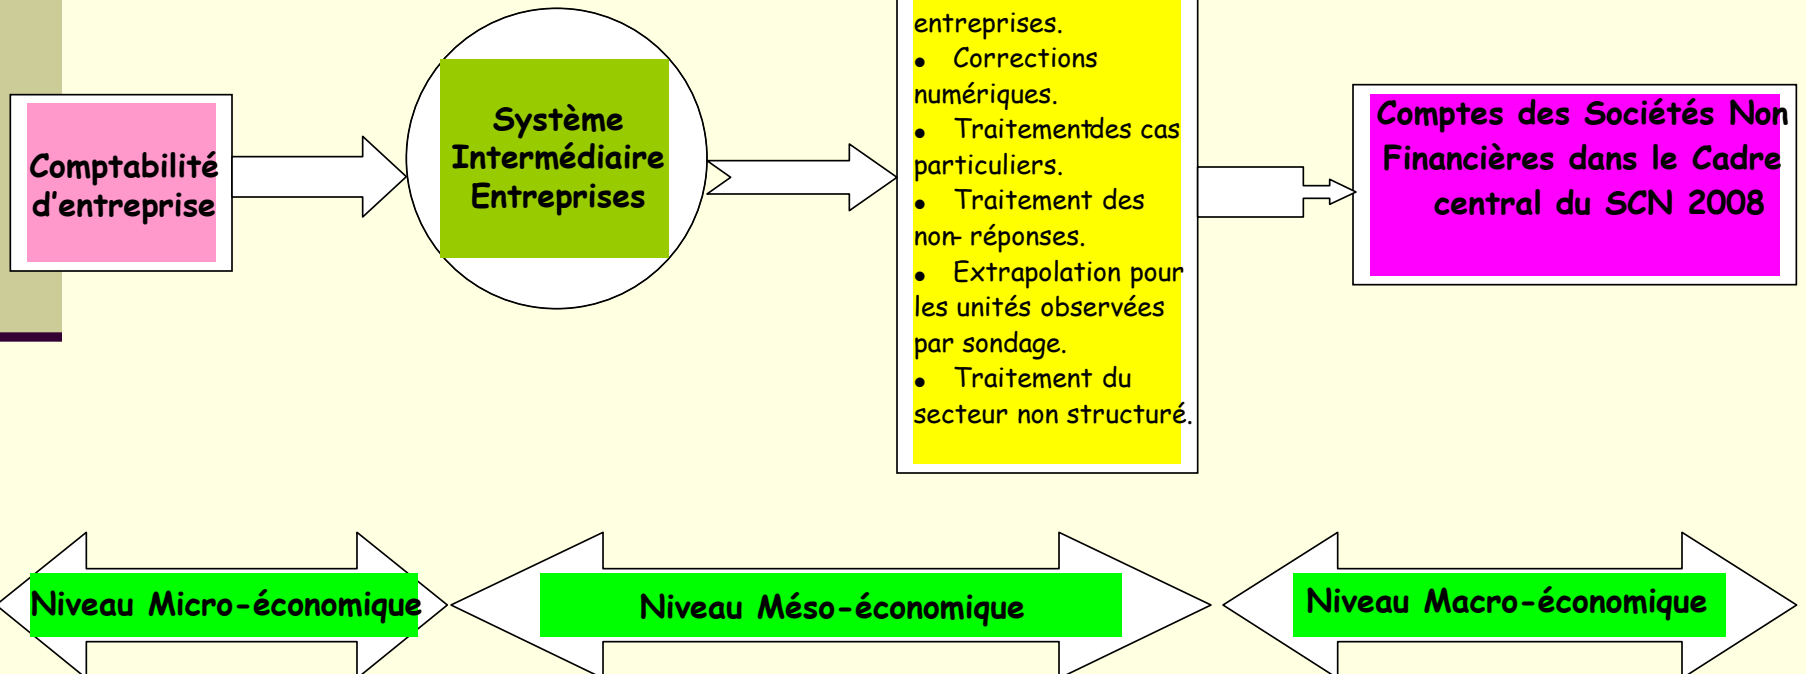 Comptabilité
d'entreprise
Système
Intermédiaire
Entreprises
entreprises.
• Corrections
numériques.
• Traitementdes cas
particuliers.
• Traitement des
non- réponses.
• Extrapolation pour
les unités observées
par sondage.
• Traitement du
secteur non structuré.
Comptes des Sociétés Non
Financières dans le Cadre
central du SCN 2008
Niveau Micro-économique
Niveau Méso-économique
Niveau Macro-économique